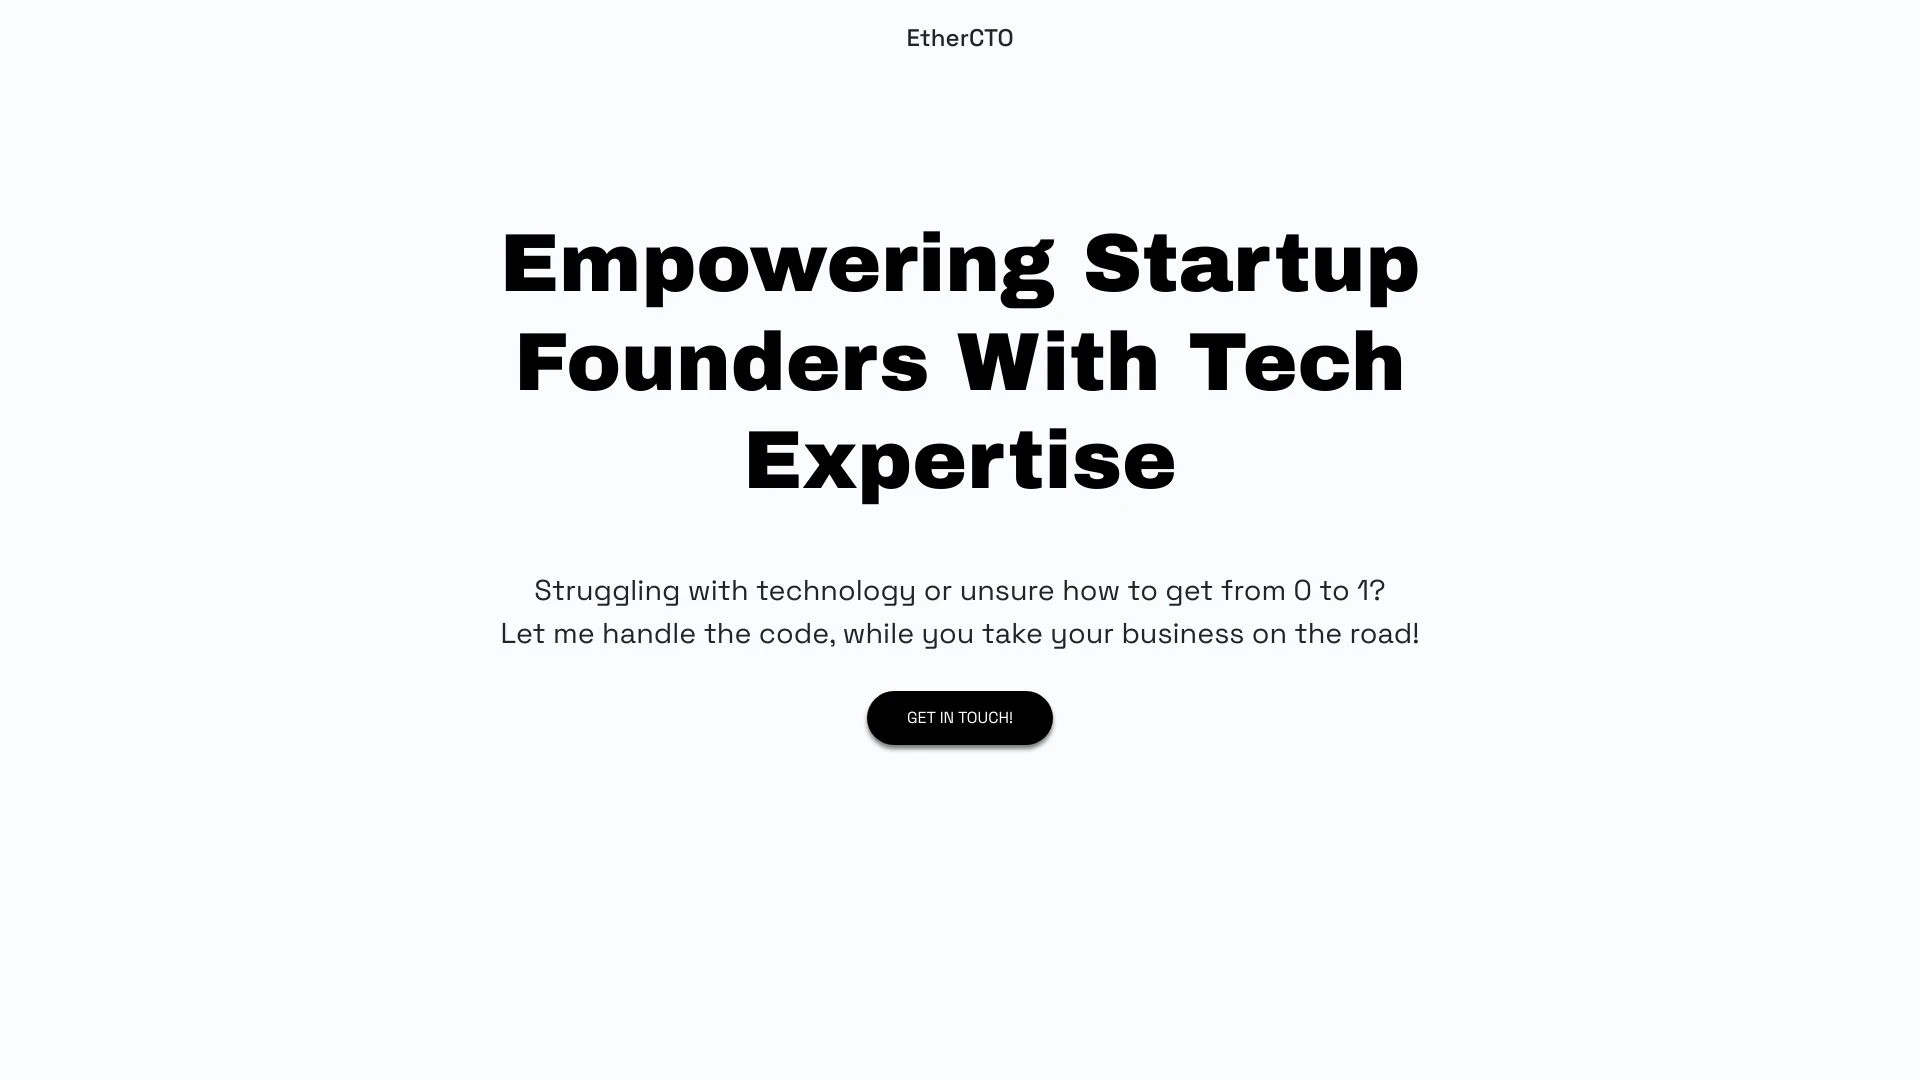 EtherCTO
Empowering Startup
Founders With Tech
Expertise
Struggling with technology or unsure how to get from 0 to 1?
Let me handle the code, while you take your business on the road!
GET IN TOUCH!